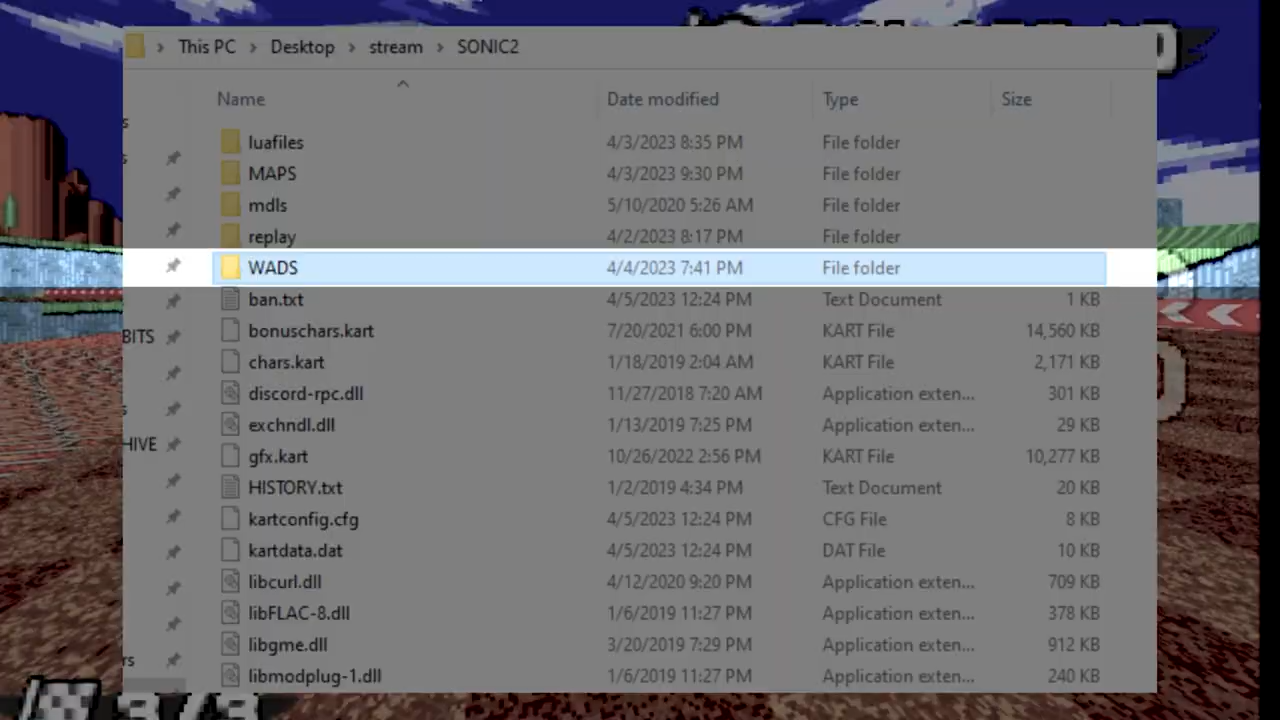 This PC > Desktop > stream > SONIC2
Name Date modified Type Size
luafiles 4/3/2023 8:35 PM File folder
MAPS 4/3/2023 9:30 PM File folder
mdls 5/10/2020 5:26 AM File folder
replay 4/2/2023 8:17 PM File folder
WADS 4/4/2023 7:41 PM File folder
ban.txt 4/5/2023 12:24 PM Text Document 1 KB
BITS bonuschars.kart 7/20/2021 6:00 PM KART File 14,560 KB
chars.kart 1/18/2019 2:04 AM KART File 2,171 KB
discord-rpc.dll 11/27/2018 7:20 AM Application exten... 301 KB
exchndl.dll 1/13/2019 7:25 PM Application exten... 29 KB
HIVE gfx.kart 10/26/2022 2:56 PM KART File 10,277 KB
HISTORY.txt 1/2/2019 4:34 PM Text Document 20 KB
kartconfig.cfg 4/5/2023 12:24 PM CFG File 8 KB
kartdata.dat 4/5/2023 12:24 PM DAT File 10 KB
libcurl.dll 4/12/2020 9:20 PM Application exten... 709 KB
libFLAC-8.dll 1/6/2019 11:27 PM Application exten... 378 KB
libgme.dll 3/20/2019 7:29 PM Application exten... 912 KB
rs libmodplug-1.dll 1/6/2019 11:27 PM Application exten... 240 KB
3/3